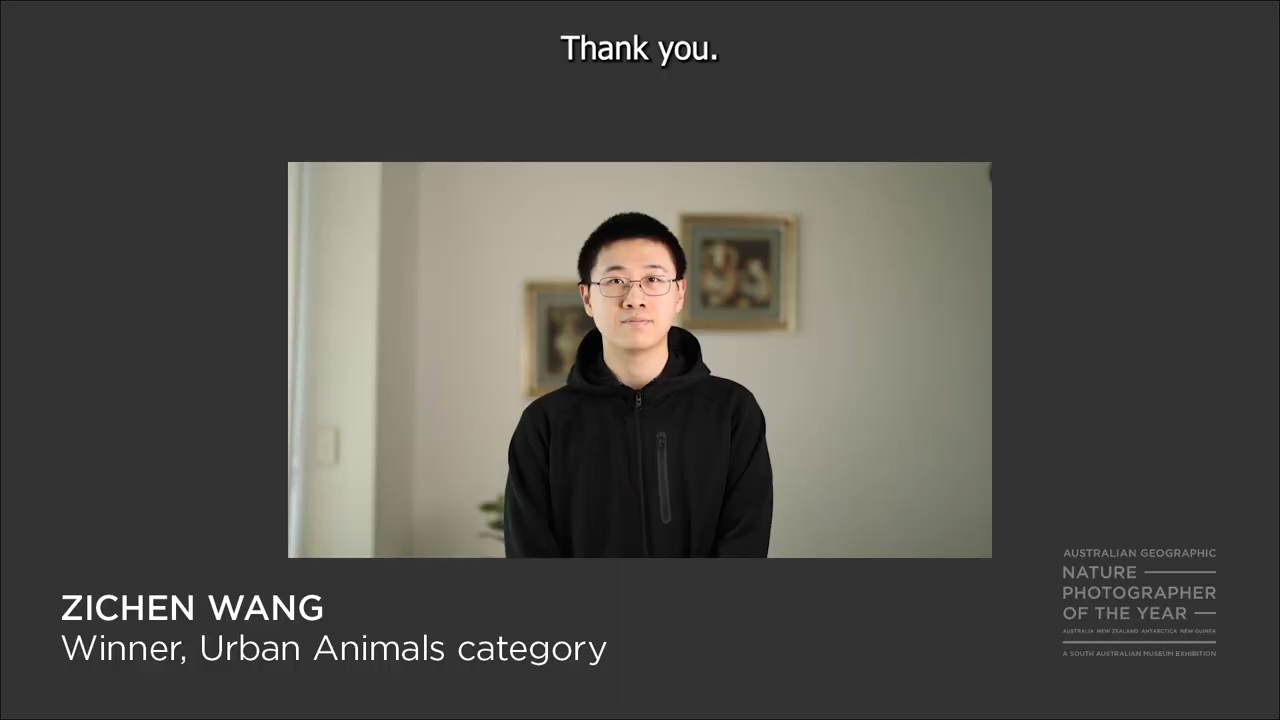 Thank you.
ZICHEN WANG
Winner, Urban Animals category
AUSTRALIAN GEOGRAPHIC
NATURE
PHOTOGRAPHER
OF THE YEAR
AUSTRALIA NEW ZEALAND ANTARCTICA NEW GUINEA
A SOUTH AUSTRALIAN MUSEUM EXHIBITION